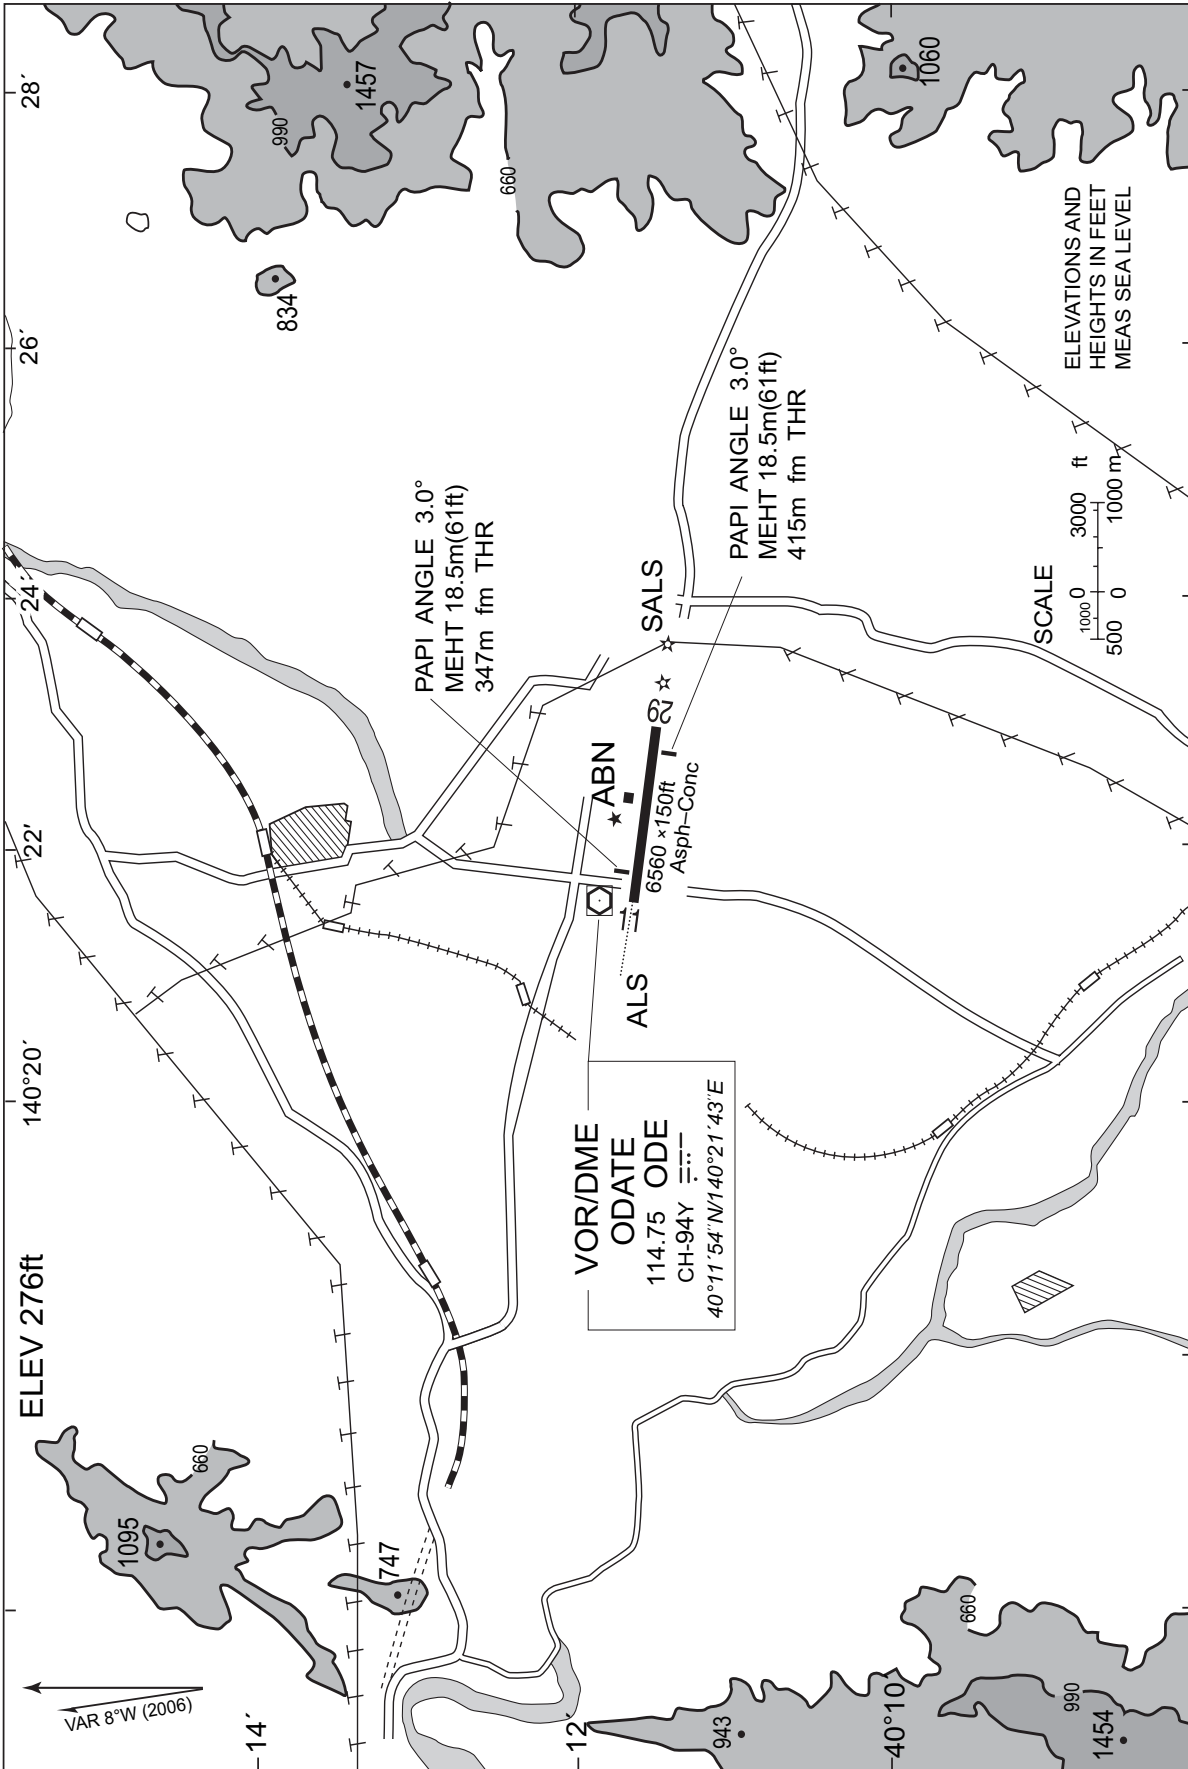 ELEV 276ft
140°20´
22´
24´
26´
28´
14´
12´
40°10´
VAR 8°W (2006)
1095
660
747
943
990
1454
660
834
990
1457
660
1060
PAPI ANGLE 3.0°
MEHT 18.5m(61ft)
347m fm THR
ABN
SALS
29
11
ALS
6560 ×150ft
Asph–Conc
PAPI ANGLE 3.0°
MEHT 18.5m(61ft)
415m fm THR
VOR/DME
ODATE
114.75 ODE
CH-94Y
40°11´54˝N/140°21´43˝E
SCALE
1000 0 3000 ft
500 0 1000 m
ELEVATIONS AND
HEIGHTS IN FEET
MEAS SEA LEVEL